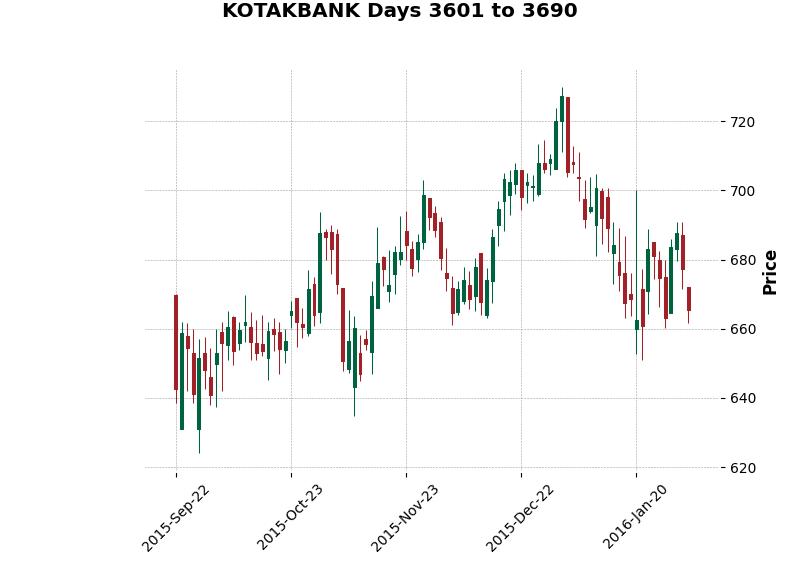 KOTAKBANK Days 3601 to 3690
720
700
680
660
640
620
Price
2015-Sep-22
2015-Oct-23
2015-Nov-23
2015-Dec-22
2016-Jan-20